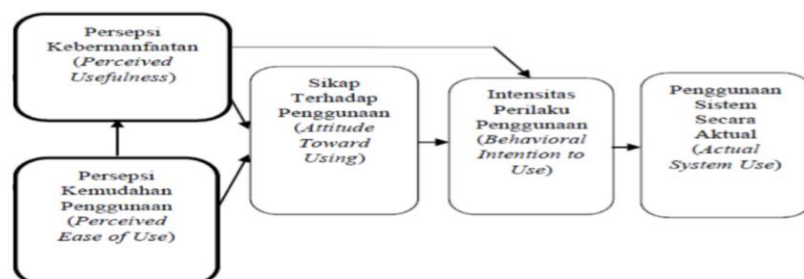 Persepsi
Kebermanfaatan
(Perceived
Usefulness)
Persepsi
Kemudahan
Penggunaan
(Perceived
Ease of Use)
Sikap
Terhadap
Penggunaan
(Attitude
Toward
Using)
Intensitas
Perilaku
Penggunaan
(Behavioral
Intention to
Use)
Penggunaan
Sistem
Secara
Aktual
(Actual
System Use)